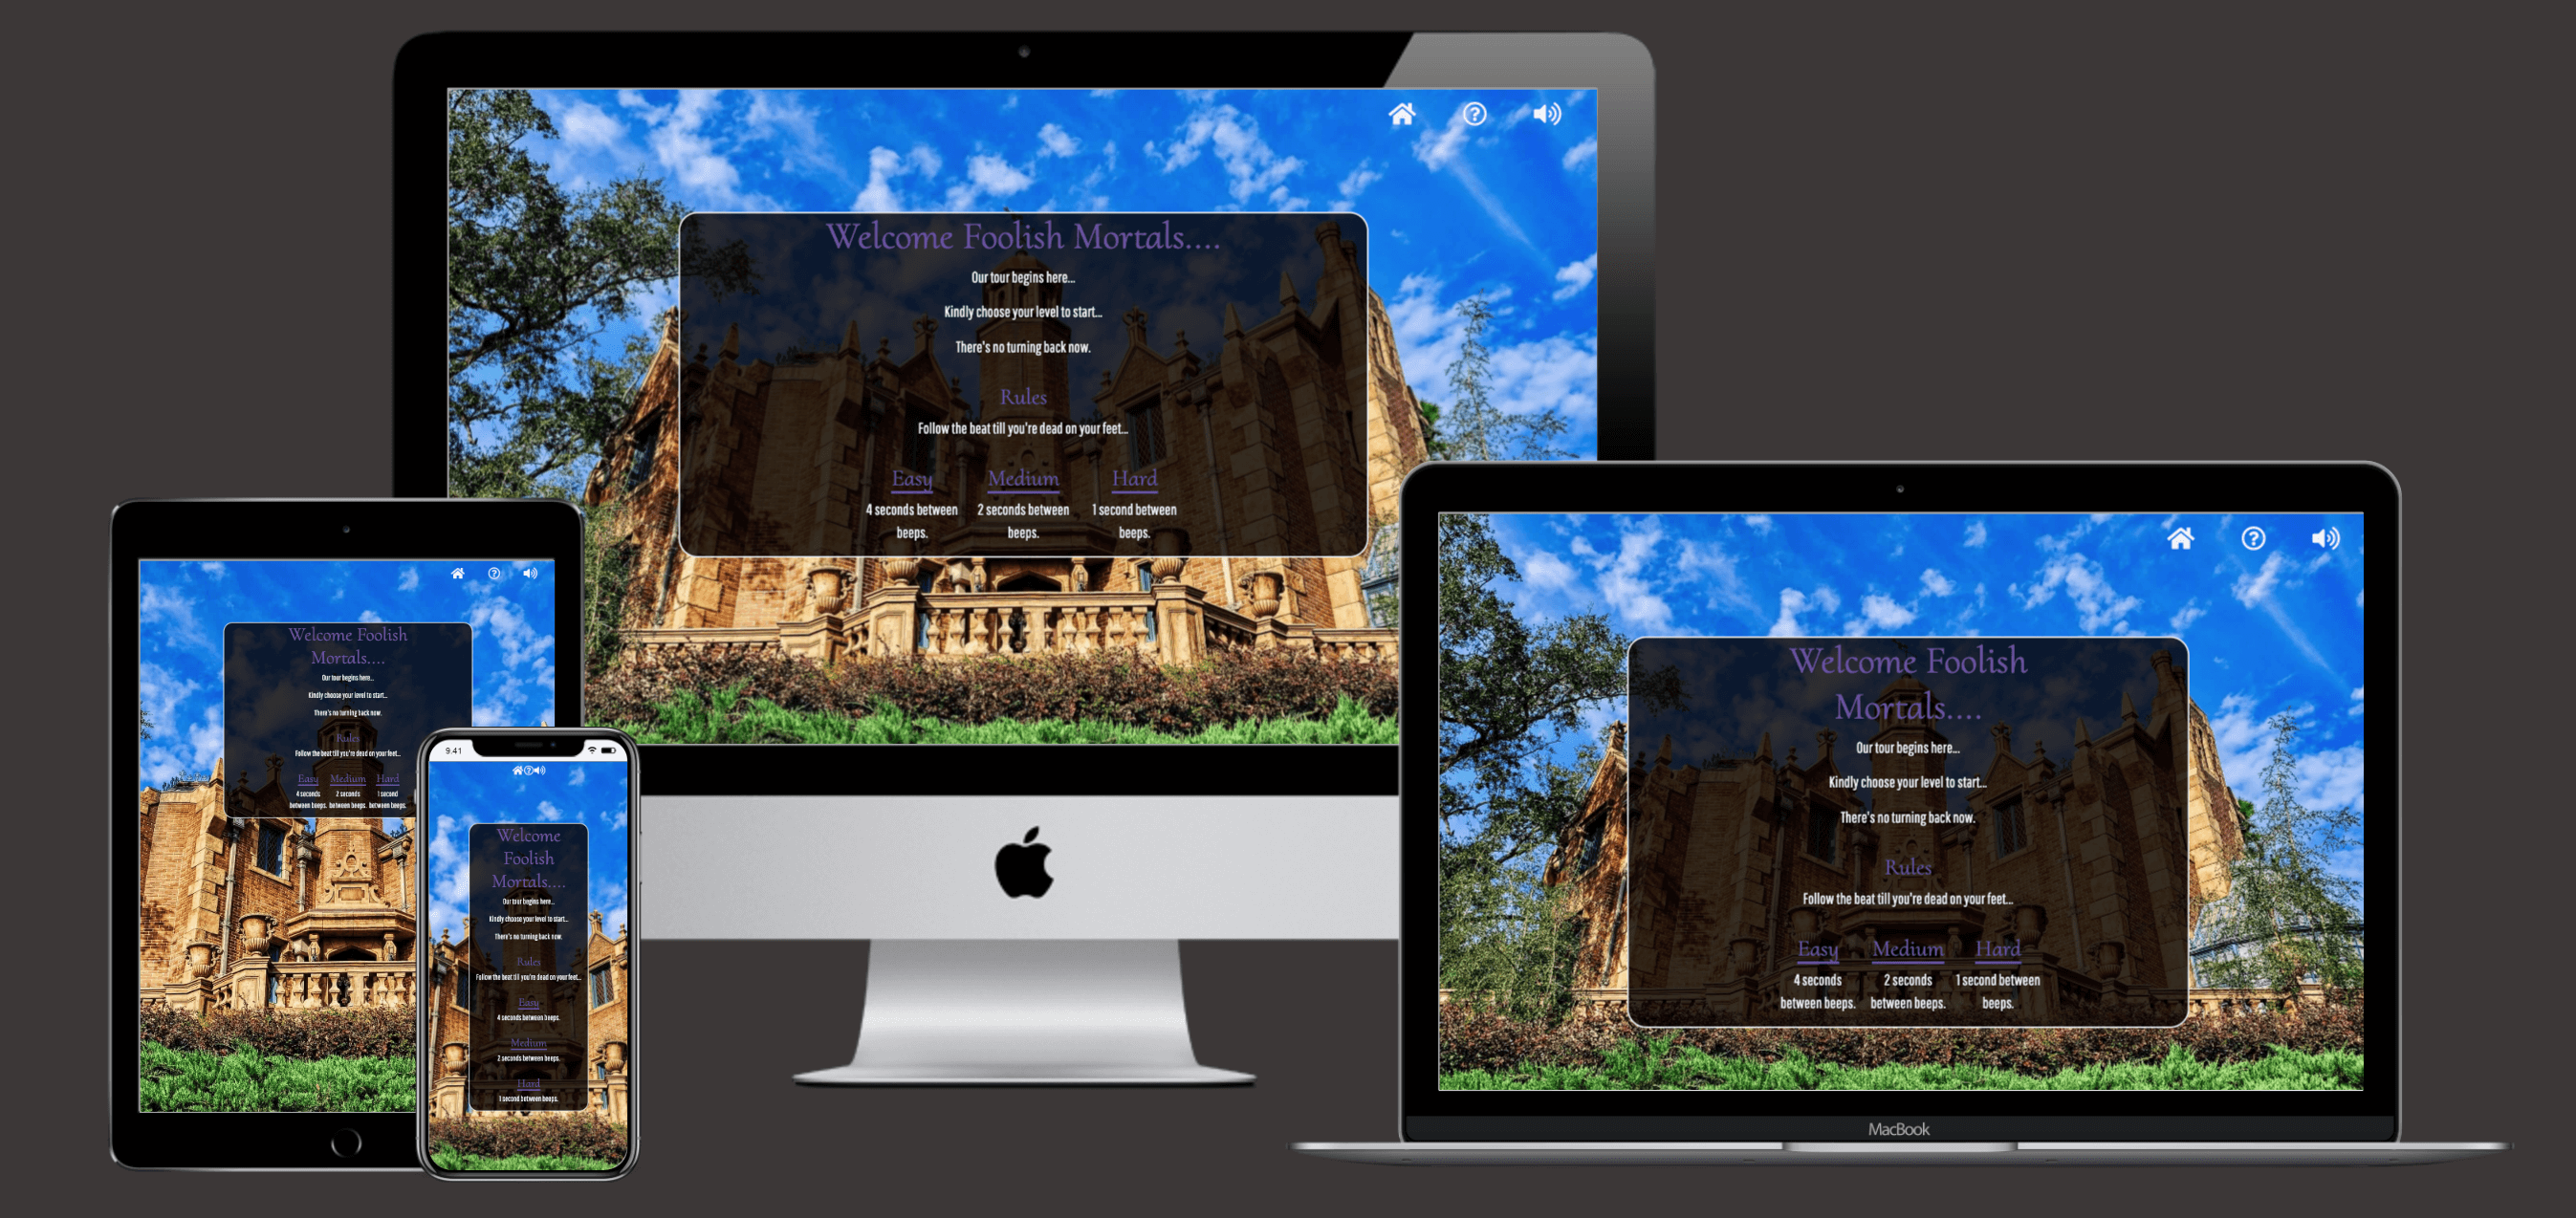 Welcome Foolish Mortals....
Our tour begins here...
Kindly choose your level to start...
There's no turning back now.
Rules
Follow the beat till you're dead on your feet...
Easy Medium Hard
4 seconds between 2 seconds between 1 second between
beeps. beeps. beeps.
Welcome Foolish
Mortals....
Our tour begins here...
Kindly choose your level to start...
There's no turning back now.
Rules
Follow the beat till you're dead on your feet...
Easy Medium Hard
4 seconds 2 seconds 1 second
between beeps. between beeps. between beeps.
9:41
Welcome
Foolish
Mortals....
Our tour begins here...
Kindly choose your level to start...
There's no turning back now.
Rules
Follow the beat till you're dead on your feet...
Easy
4 seconds between beeps.
Medium
2 seconds between beeps.
Hard
1 second between beeps.
Welcome Foolish
Mortals....
Our tour begins here...
Kindly choose your level to start...
There's no turning back now.
Rules
Follow the beat till you're dead on your feet...
Easy Medium Hard
4 seconds 2 seconds 1 second between
between beeps. between beeps. beeps.
MacBook